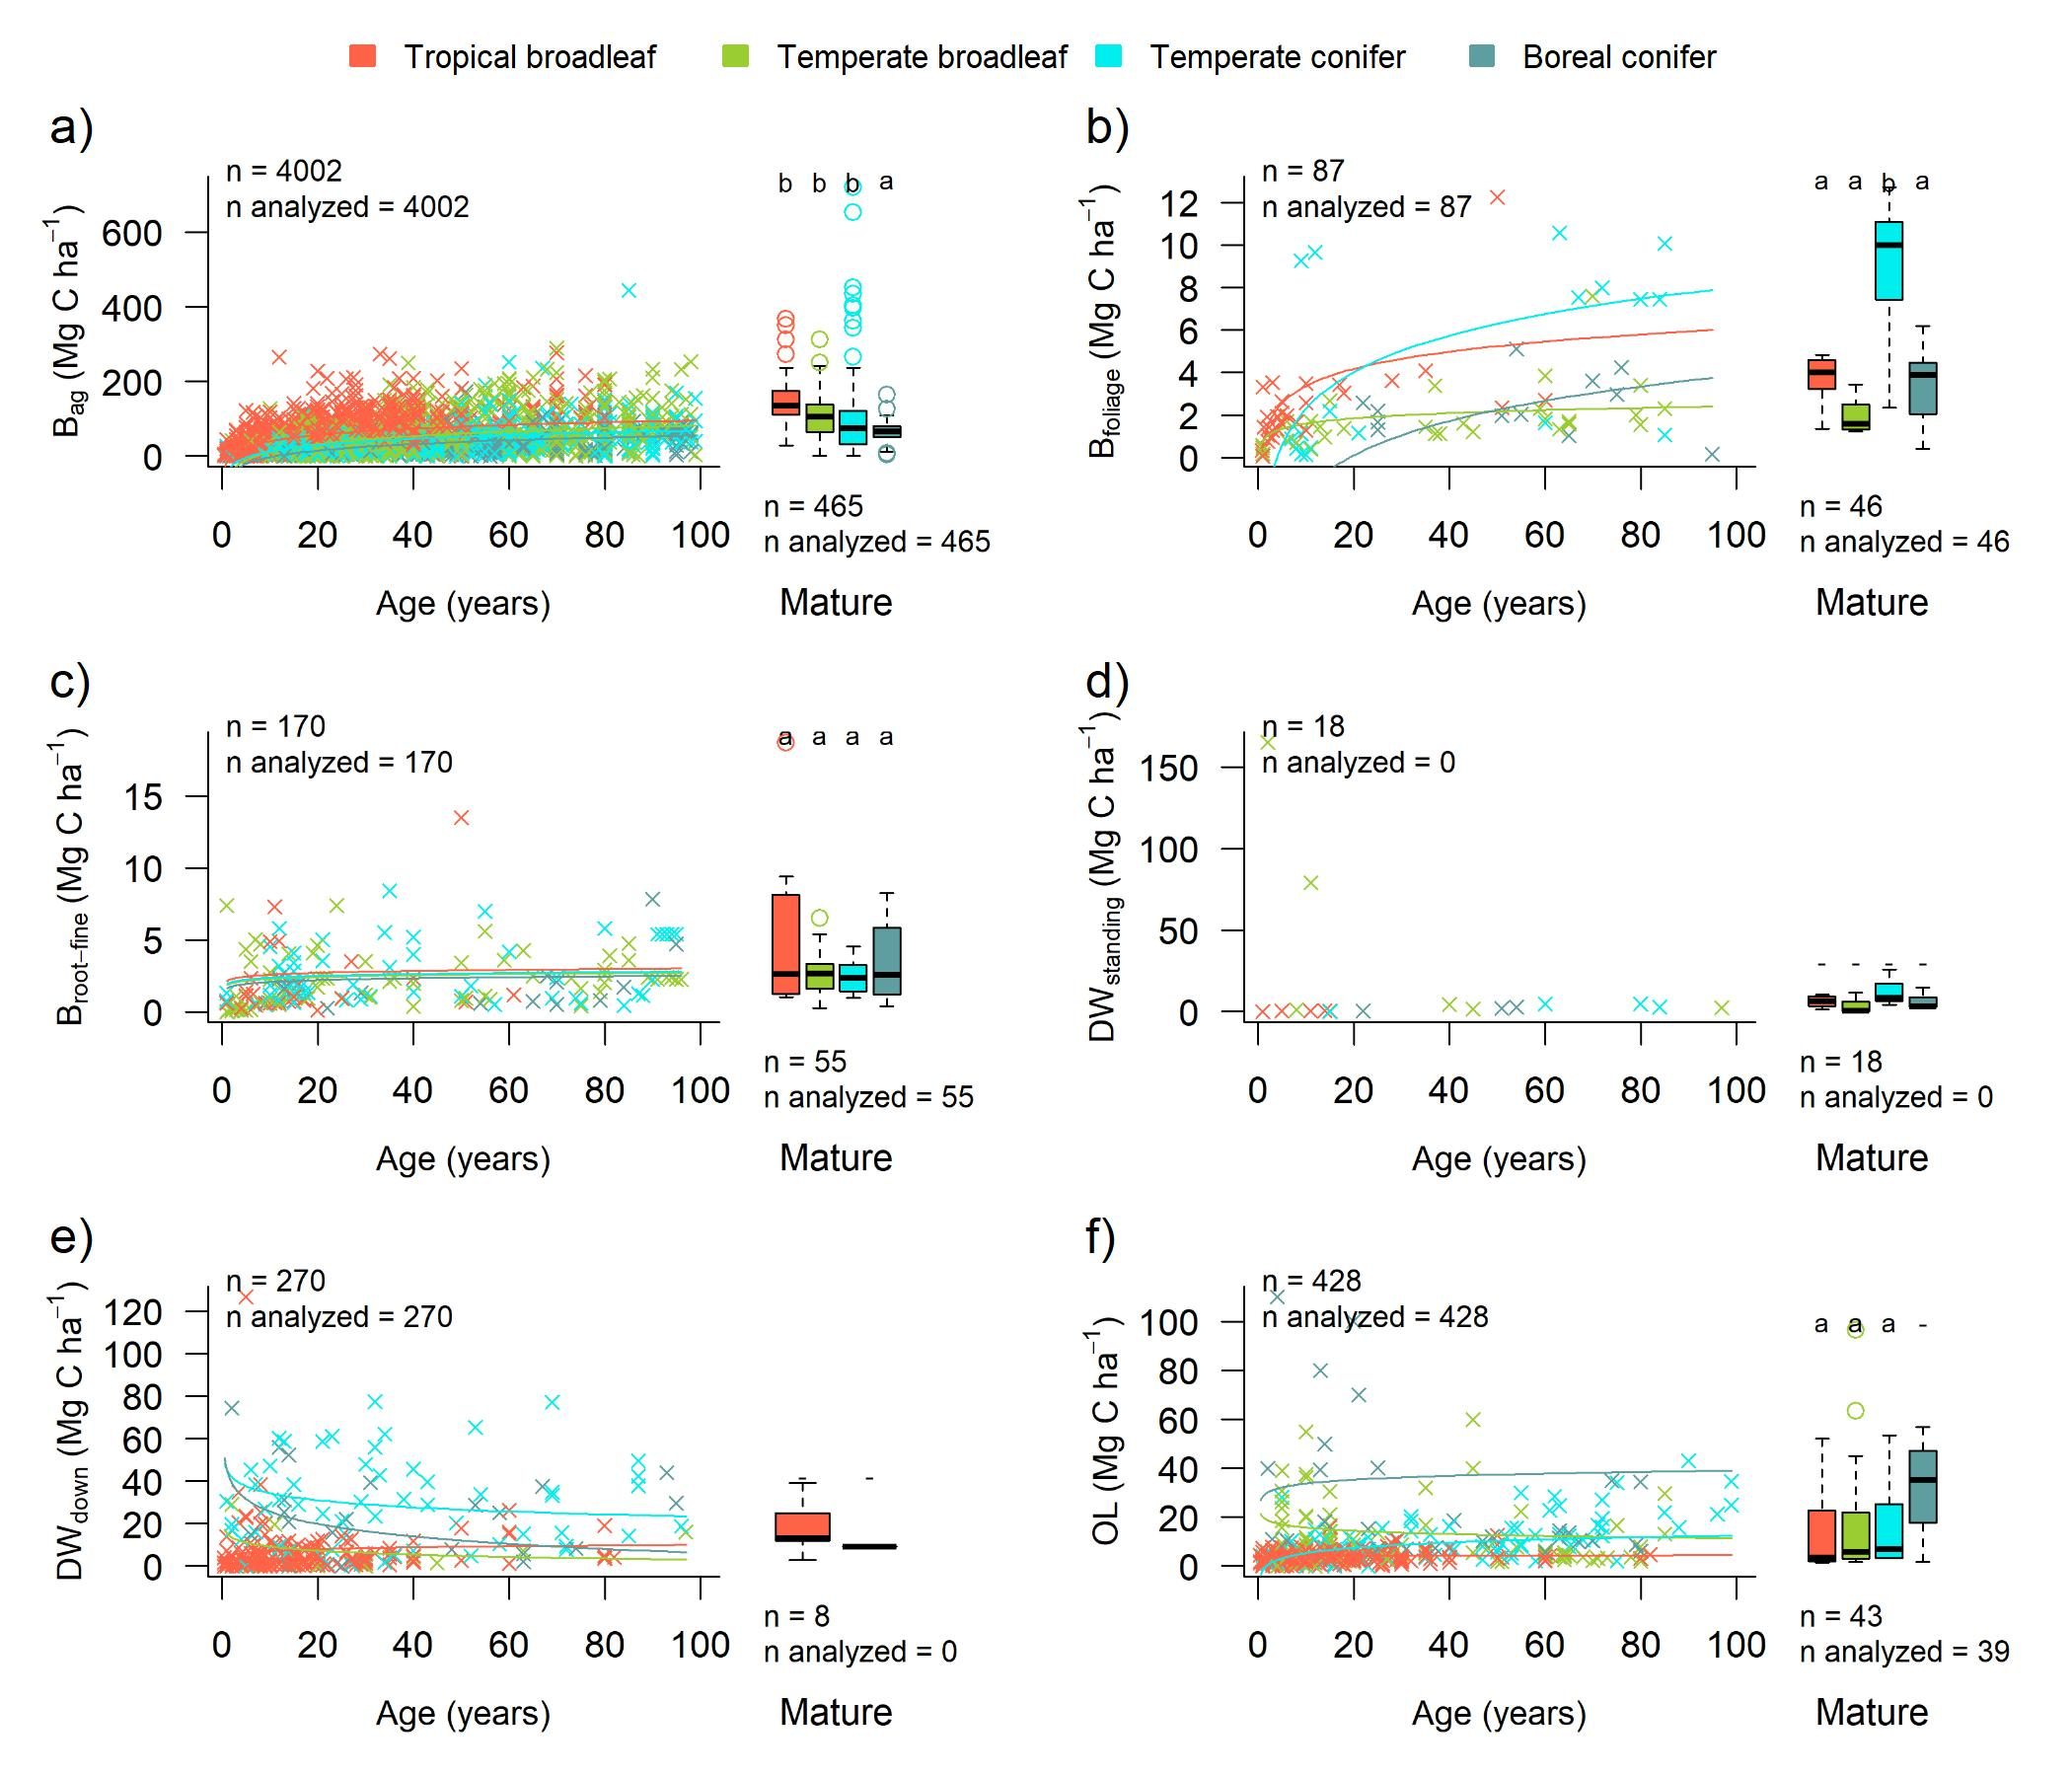 Tropical broadleaf Temperate broadleaf Temperate conifer Boreal conifer
a)
n = 4002
n analyzed = 4002
b b b a
Bag (Mg C ha−1)
600
400
200
0
0 20 40 60 80 100
n = 465
n analyzed = 465
Age (years)
Mature
b)
n = 87
n analyzed = 87
a a b a
Bfoliage (Mg C ha−1)
12
10
8
6
4
2
0
0 20 40 60 80 100
n = 46
n analyzed = 46
Age (years)
Mature
c)
n = 170
n analyzed = 170
a a a a
Broot−fine (Mg C ha−1)
15
10
5
0
0 20 40 60 80 100
n = 55
n analyzed = 55
Age (years)
Mature
d)
n = 18
n analyzed = 0
- - - -
DWstanding (Mg C ha−1)
150
100
50
0
0 20 40 60 80 100
n = 18
n analyzed = 0
Age (years)
Mature
e)
n = 270
n analyzed = 270
- -
DWdown (Mg C ha−1)
120
100
80
60
40
20
0
0 20 40 60 80 100
n = 8
n analyzed = 0
Age (years)
Mature
f)
n = 428
n analyzed = 428
a a a -
OL (Mg C ha−1)
100
80
60
40
20
0
0 20 40 60 80 100
n = 43
n analyzed = 39
Age (years)
Mature